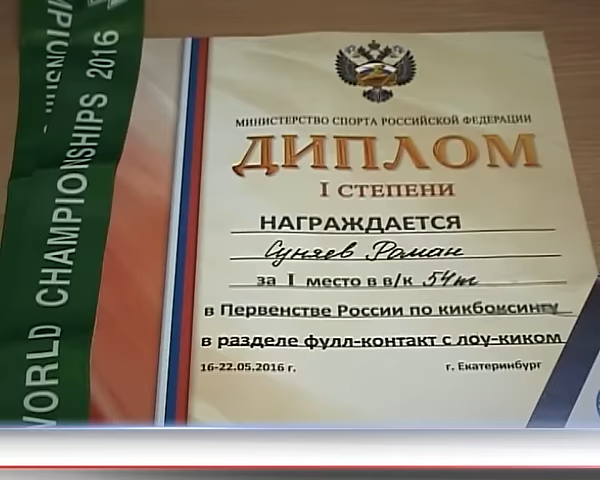 WORLD CHAMPIONSHIPS 2016
МИНИСТЕРСТВО СПОРТА РОССИЙСКОЙ ФЕДЕРАЦИИ
ДИПЛОМ
I СТЕПЕНИ
НАГРАЖДАЕТСЯ
Суняев Роман
за I место в в/к 54кг
в Первенстве России по кикбоксингу
в разделе фулл-контакт с лоу-киком
16-22.05.2016 г. г. Екатеринбург